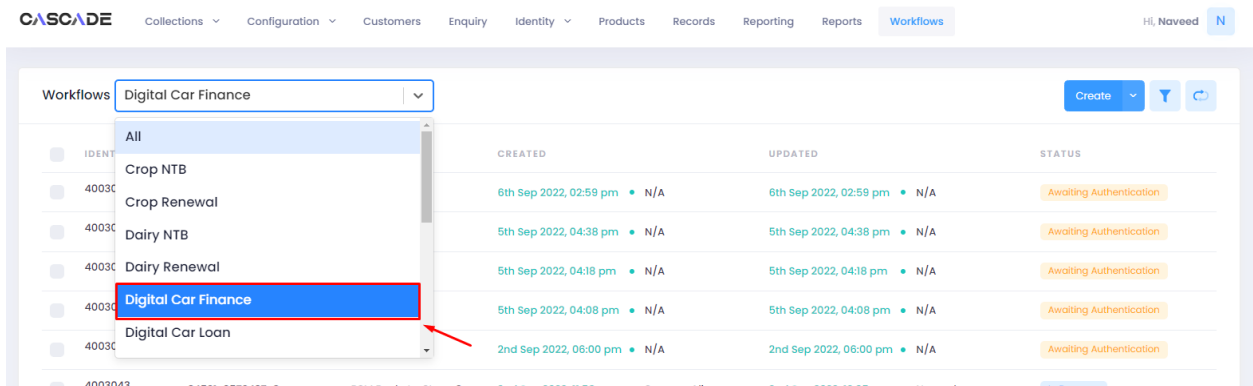 CASCADE Collections Configuration Customers Enquiry Identity Products Records Reporting Reports Workflows Hi, Naveed N
Workflows Digital Car Finance Create
All
IDENT CREATED UPDATED STATUS
Crop NTB
40030 6th Sep 2022, 02:59 pm • N/A 6th Sep 2022, 02:59 pm • N/A Awaiting Authentication
Crop Renewal
40030 5th Sep 2022, 04:38 pm • N/A 5th Sep 2022, 04:38 pm • N/A Awaiting Authentication
Dairy NTB
40030 5th Sep 2022, 04:18 pm • N/A 5th Sep 2022, 04:18 pm • N/A Awaiting Authentication
Dairy Renewal
Digital Car Finance
40030 5th Sep 2022, 04:08 pm • N/A 5th Sep 2022, 04:08 pm • N/A Awaiting Authentication
Digital Car Loan
40030 2nd Sep 2022, 06:00 pm • N/A 2nd Sep 2022, 06:00 pm • N/A Awaiting Authentication
4003043